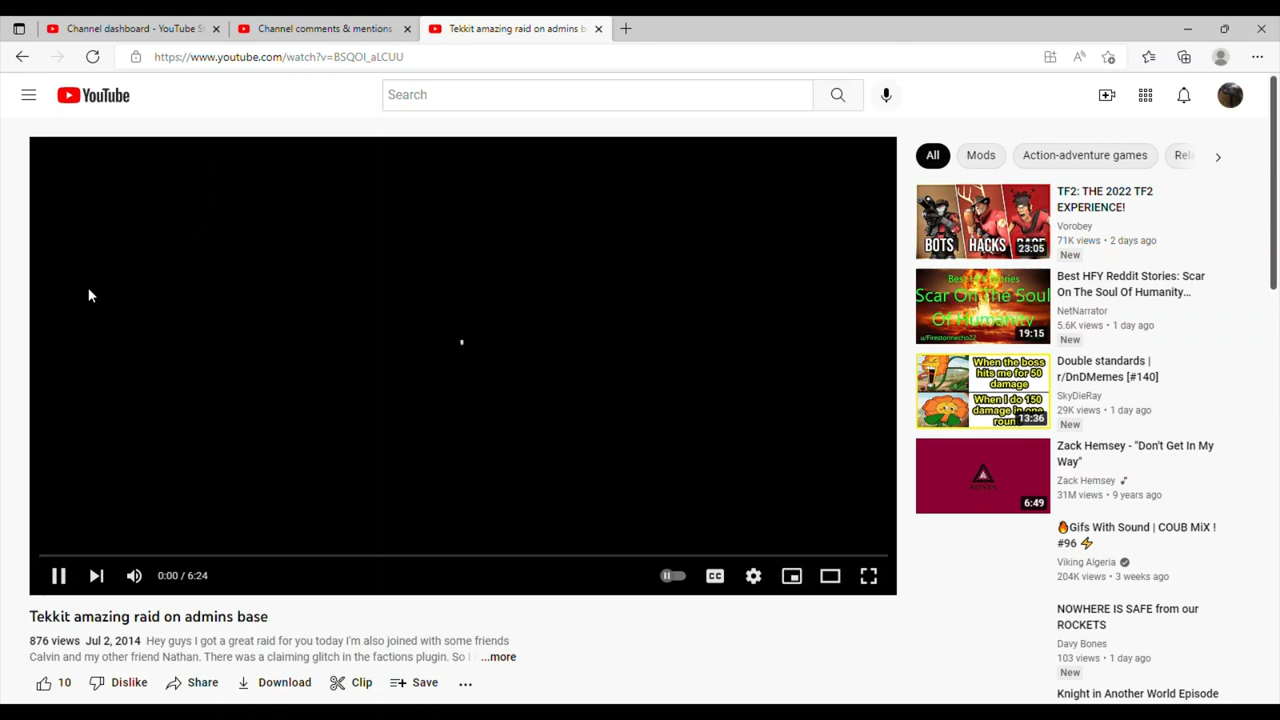 Channel dashboard - YouTube S
Channel comments & mentions
Tekkit amazing raid on admins b
https://www.youtube.com/watch?v=BSQOI_aLCUU
YouTube
Search
All
Mods
Action-adventure games
Rela
BOTS HACKS
23:05
TF2: THE 2022 TF2
EXPERIENCE!
Vorobey
71K views • 2 days ago
New
Best HFY Stories
Scar On The Soul
Of Humanity
u/Firestormecho22
19:15
Best HFY Reddit Stories: Scar
On The Soul Of Humanity...
NetNarrator
5.6K views • 1 day ago
New
When the boss
hits me for 50
damage
When I do 150
damage in one
roun
13:36
Double standards |
r/DnDMemes [#140]
SkyDieRay
29K views • 1 day ago
New
6:49
Zack Hemsey - "Don't Get In My
Way"
Zack Hemsey
31M views • 9 years ago
🔥Gifs With Sound | COUB MiX !
#96 ⚡
Viking Algeria
204K views • 3 weeks ago
NOWHERE IS SAFE from our
ROCKETS
Davy Bones
103 views • 1 day ago
New
Knight in Another World Episode
0:00 / 6:24
Tekkit amazing raid on admins base
876 views Jul 2, 2014 Hey guys I got a great raid for you today I'm also joined with some friends
Calvin and my other friend Nathan. There was a claiming glitch in the factions plugin. So I ...more
10 Dislike Share Download Clip Save